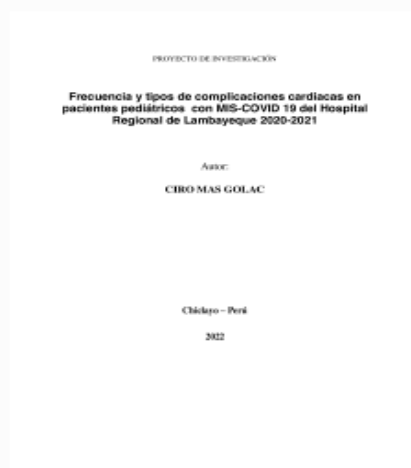 PROYECTO DE INVESTIGACIÓN
Frecuencia y tipos de complicaciones cardiacas en
pacientes pediátricos con MIS-COVID 19 del Hospital
Regional de Lambayeque 2020-2021
Autor:
CIRO MAS GOLAC
Chiclayo – Perú
2022